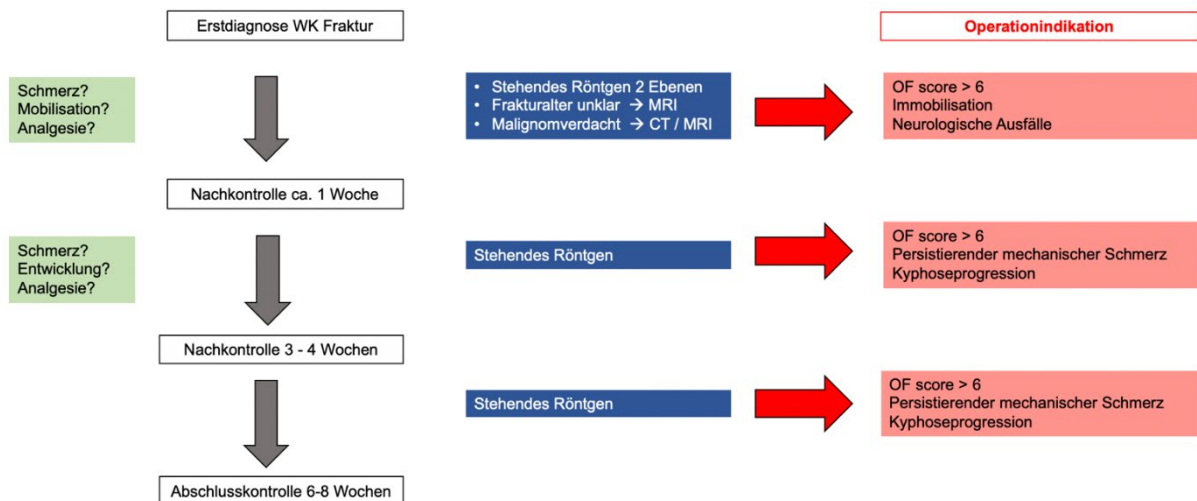 Erstdiagnose WK Fraktur
Operationindikation
Schmerz?
Mobilisation?
Analgesie?
• Stehendes Röntgen 2 Ebenen
• Frakturalter unklar → MRI
• Malignomverdacht → CT / MRI
OF score > 6
Immobilisation
Neurologische Ausfälle
Nachkontrolle ca. 1 Woche
Schmerz?
Entwicklung?
Analgesie?
Stehendes Röntgen
OF score > 6
Persistierender mechanischer Schmerz
Kyphoseprogression
Nachkontrolle 3 - 4 Wochen
Stehendes Röntgen
OF score > 6
Persistierender mechanischer Schmerz
Kyphoseprogression
Abschlusskontrolle 6-8 Wochen